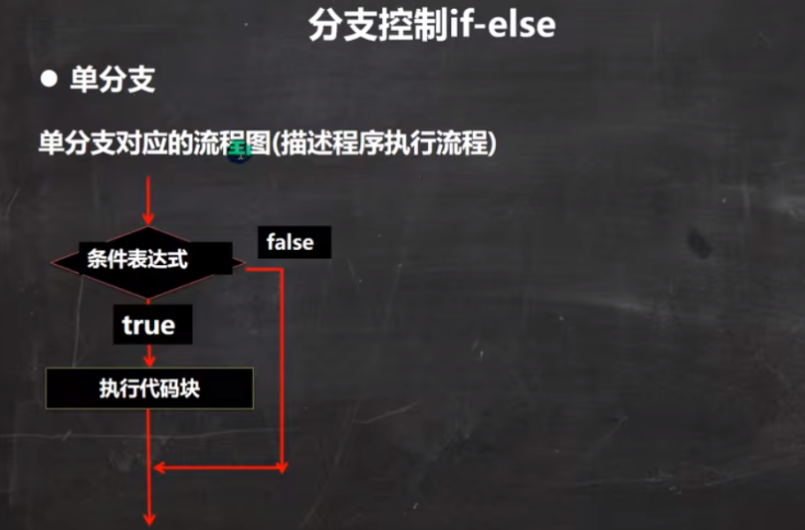 分支控制if-else
● 单分支
单分支对应的流程图(描述程序执行流程)
条件表达式
false
true
执行代码块